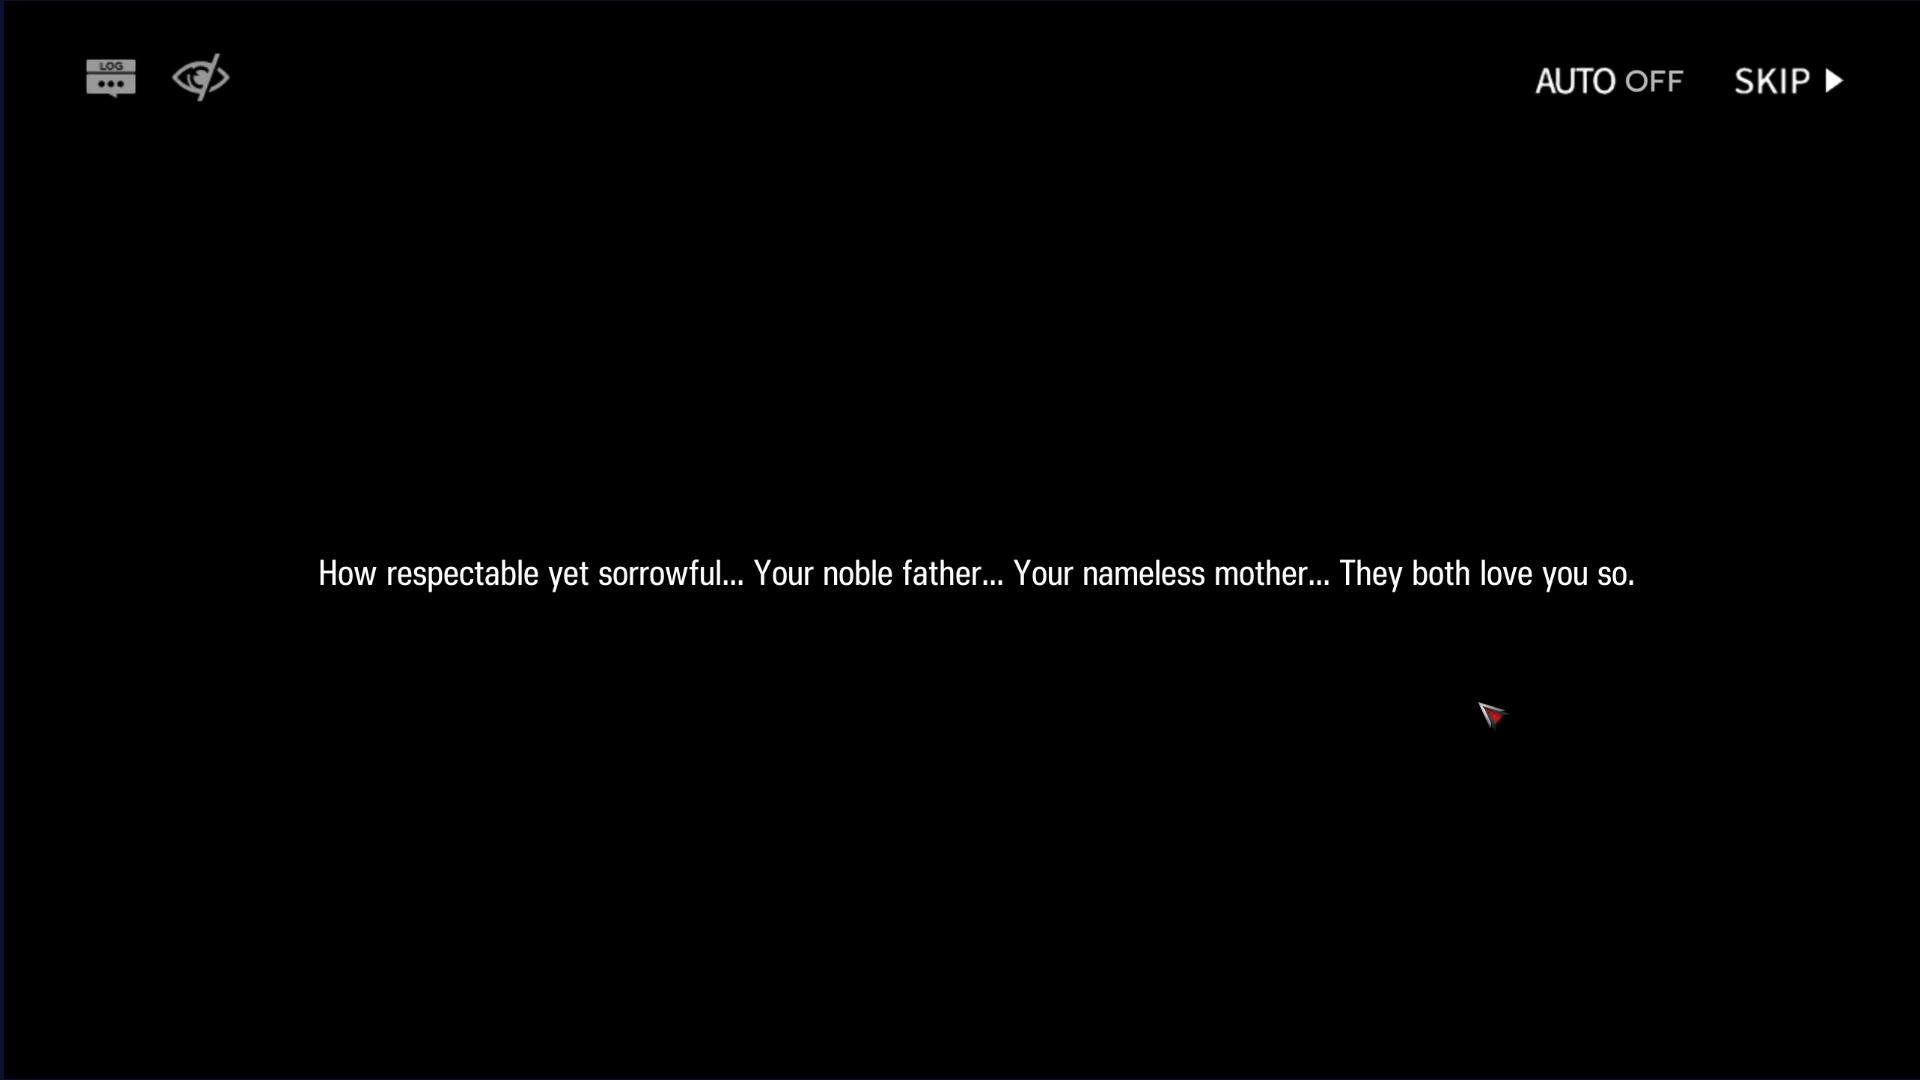 LOG
AUTO OFF
SKIP
How respectable yet sorrowful... Your noble father... Your nameless mother... They both love you so.